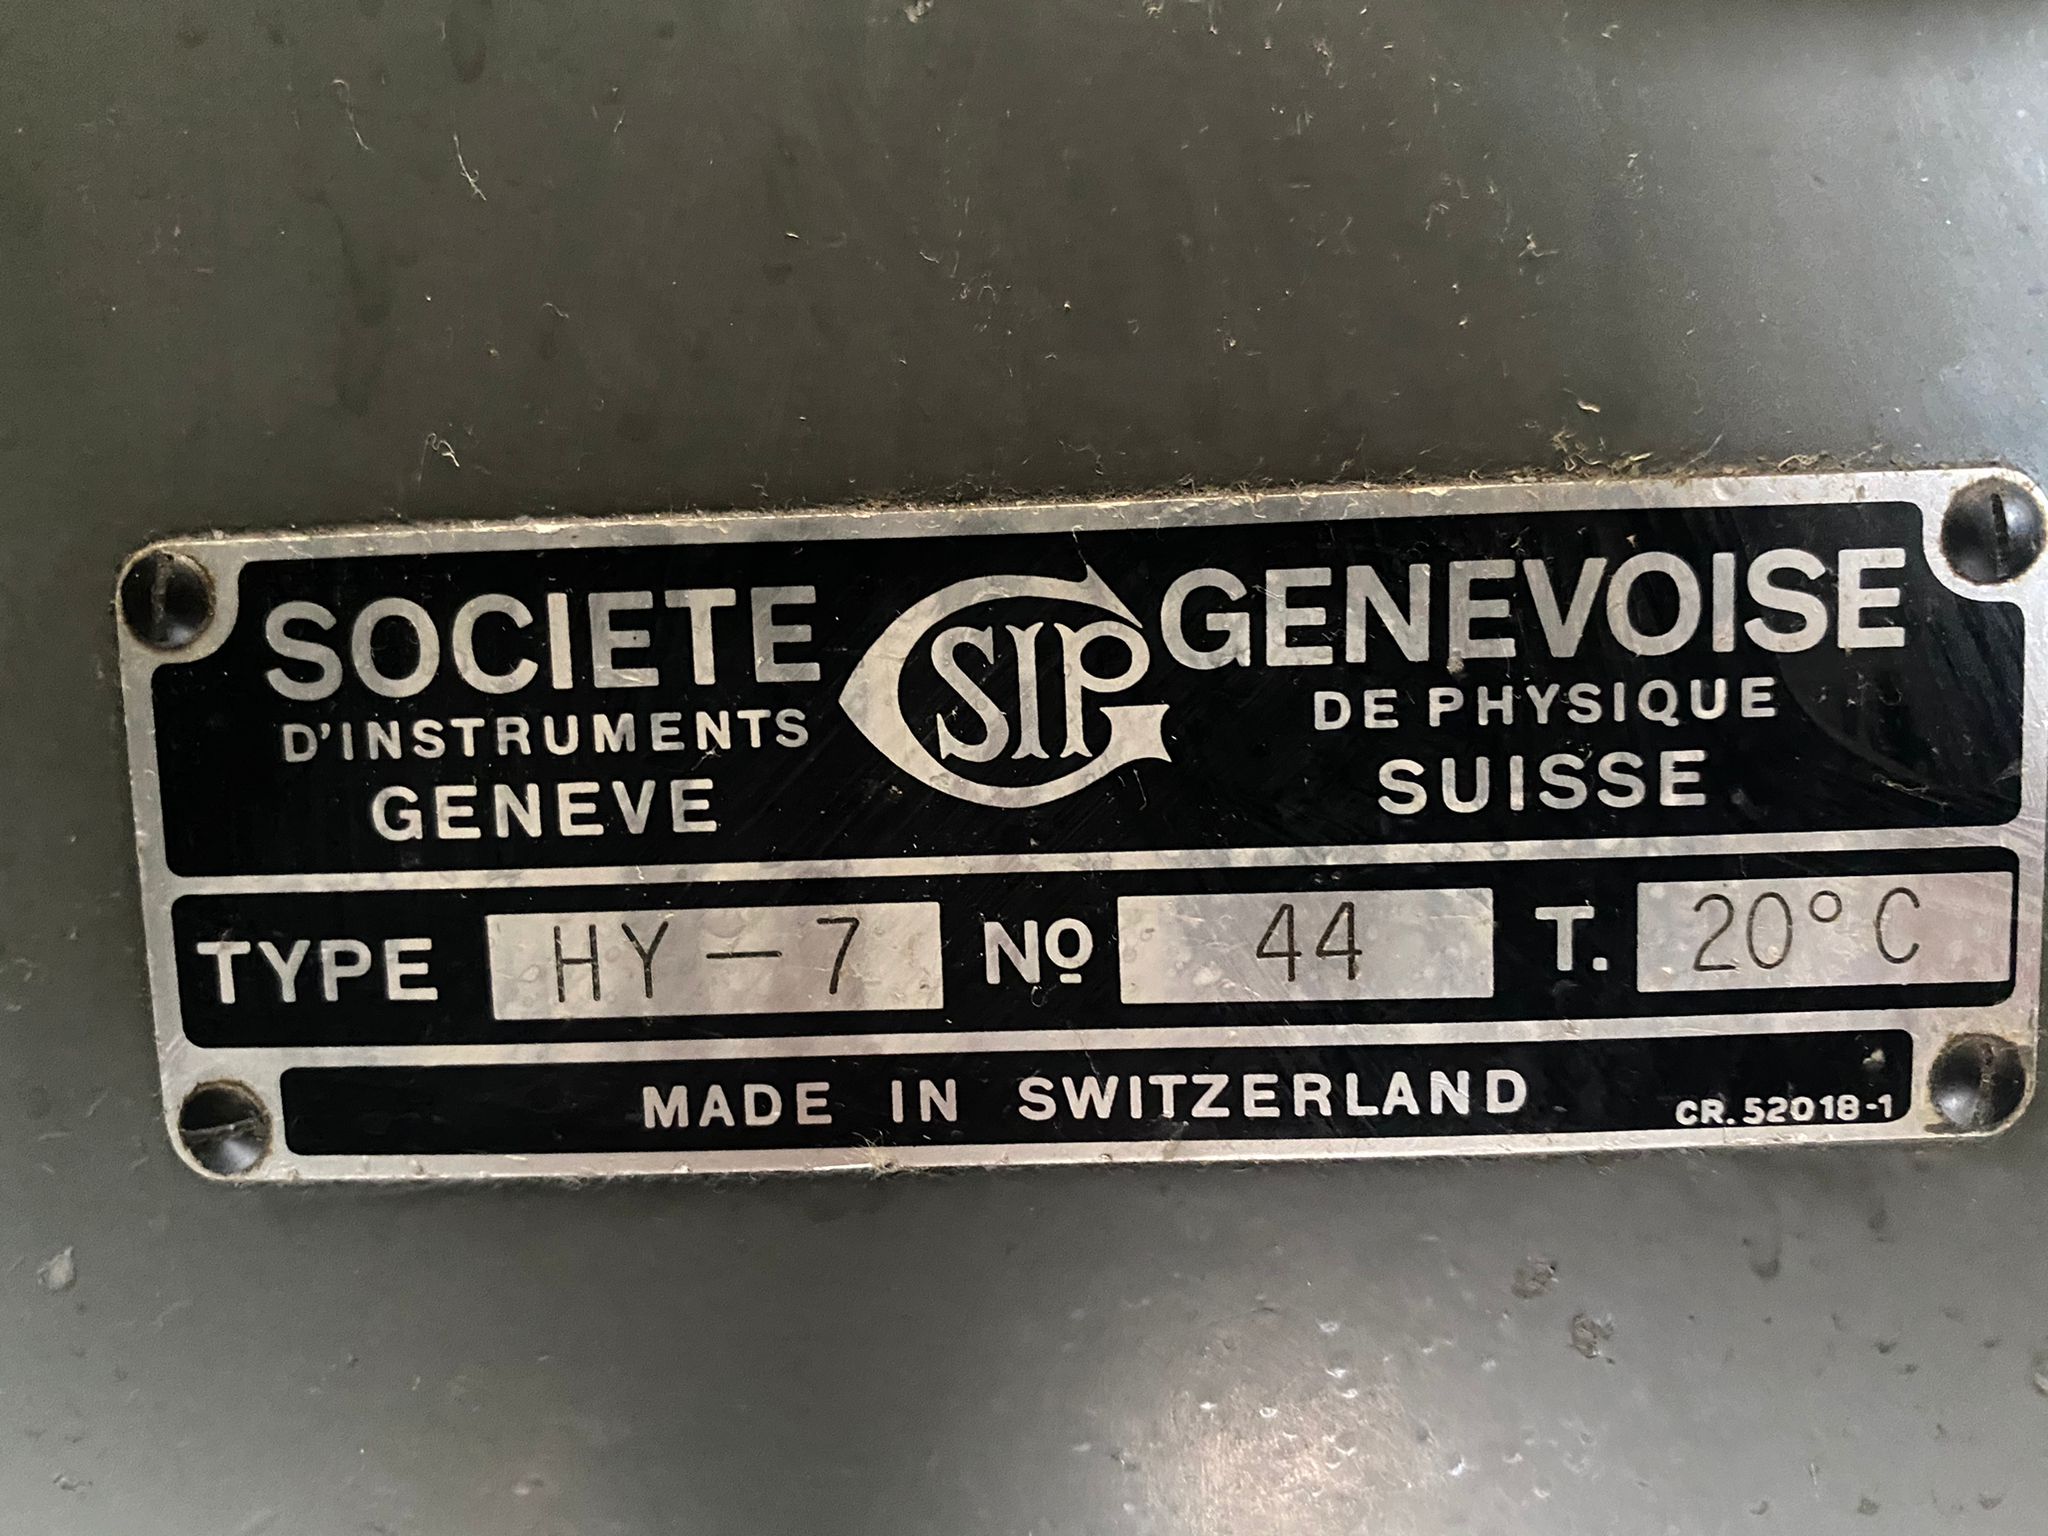 SOCIETE GSIP GENEVOISE
D'INSTRUMENTS DE PHYSIQUE
GENEVE SUISSE
TYPE HY-7 Nº 44 T. 20° C
MADE IN SWITZERLAND CR. 52018-1